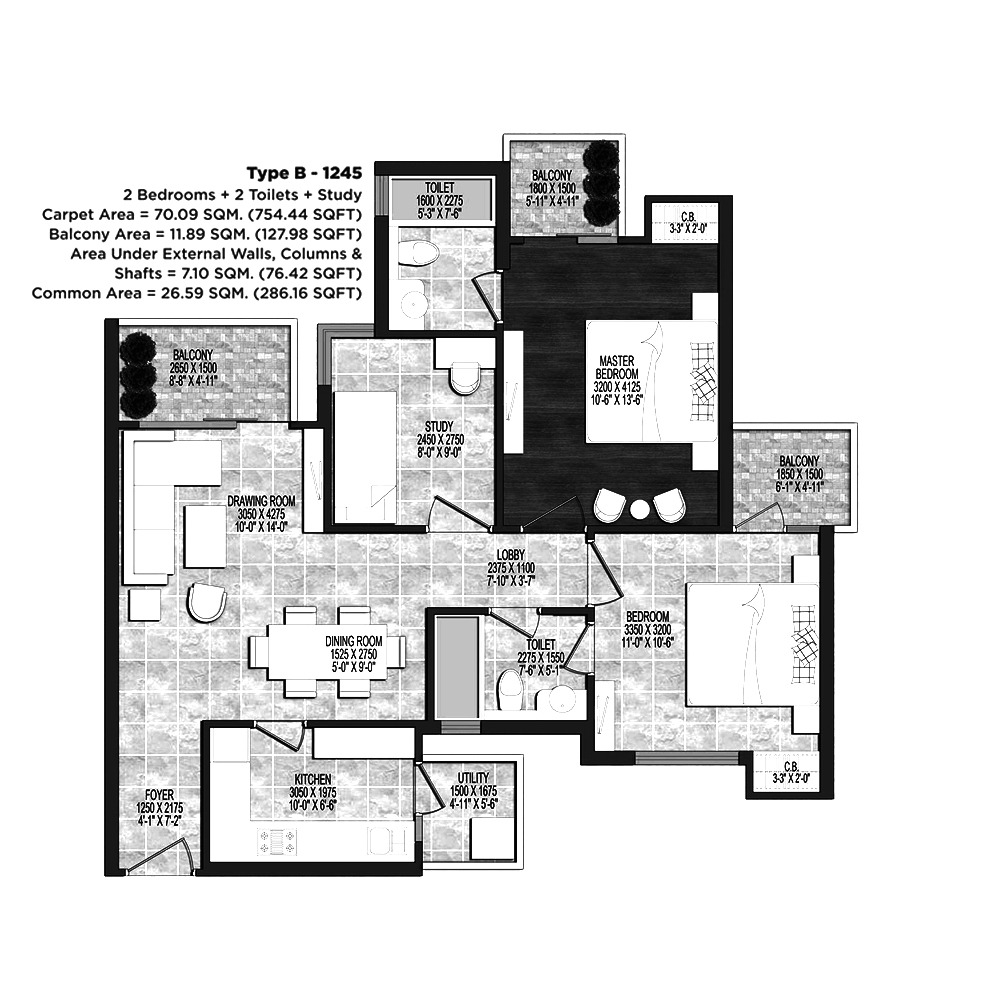 Type B - 1245
2 Bedrooms + 2 Toilets + Study
Carpet Area = 70.09 SQM. (754.44 SQFT)
Balcony Area = 11.89 SQM. (127.98 SQFT)
Area Under External Walls, Columns &
Shafts = 7.10 SQM. (76.42 SQFT)
Common Area = 26.59 SQM. (286.16 SQFT)
TOILET
1600 X 2275
5'-3" X 7'-6"
BALCONY
1800 X 1500
5'-11" X 4'-11"
C.B.
3'-3" X 2'-0"
BALCONY
2650 X 1500
8'-8" X 4'-11"
MASTER
BEDROOM
3200 X 4125
10'-6" X 13'-6"
STUDY
2450 X 2750
8'-0" X 9'-0"
BALCONY
1850 X 1500
6'-1" X 4'-11"
DRAWING ROOM
3050 X 4275
10'-0" X 14'-0"
LOBBY
2375 X 1100
7'-10" X 3'-7"
BEDROOM
3350 X 3200
11'-0" X 10'-6"
DINING ROOM
1525 X 2750
5'-0" X 9'-0"
TOILET
2275 X 1550
7'-6" X 5'-1"
KITCHEN
3050 X 1975
10'-0" X 6'-6"
UTILITY
1500 X 1675
4'-11" X 5'-6"
C.B.
3'-3" X 2'-0"
FOYER
1250 X 2175
4'-1" X 7'-2"